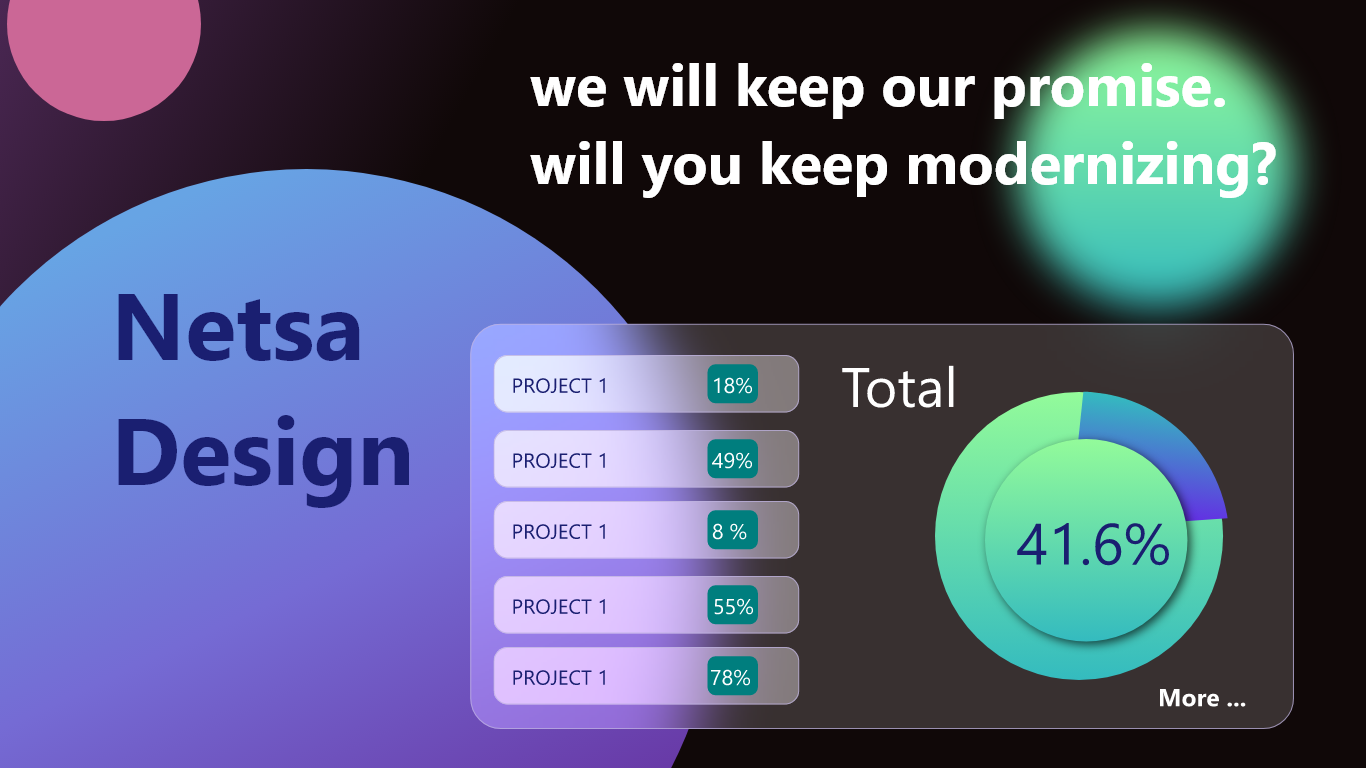 we will keep our promise.
will you keep modernizing?
Netsa
Design
PROJECT 1 18%
PROJECT 1 49%
PROJECT 1 8 %
PROJECT 1 55%
PROJECT 1 78%
Total
41.6%
More ...